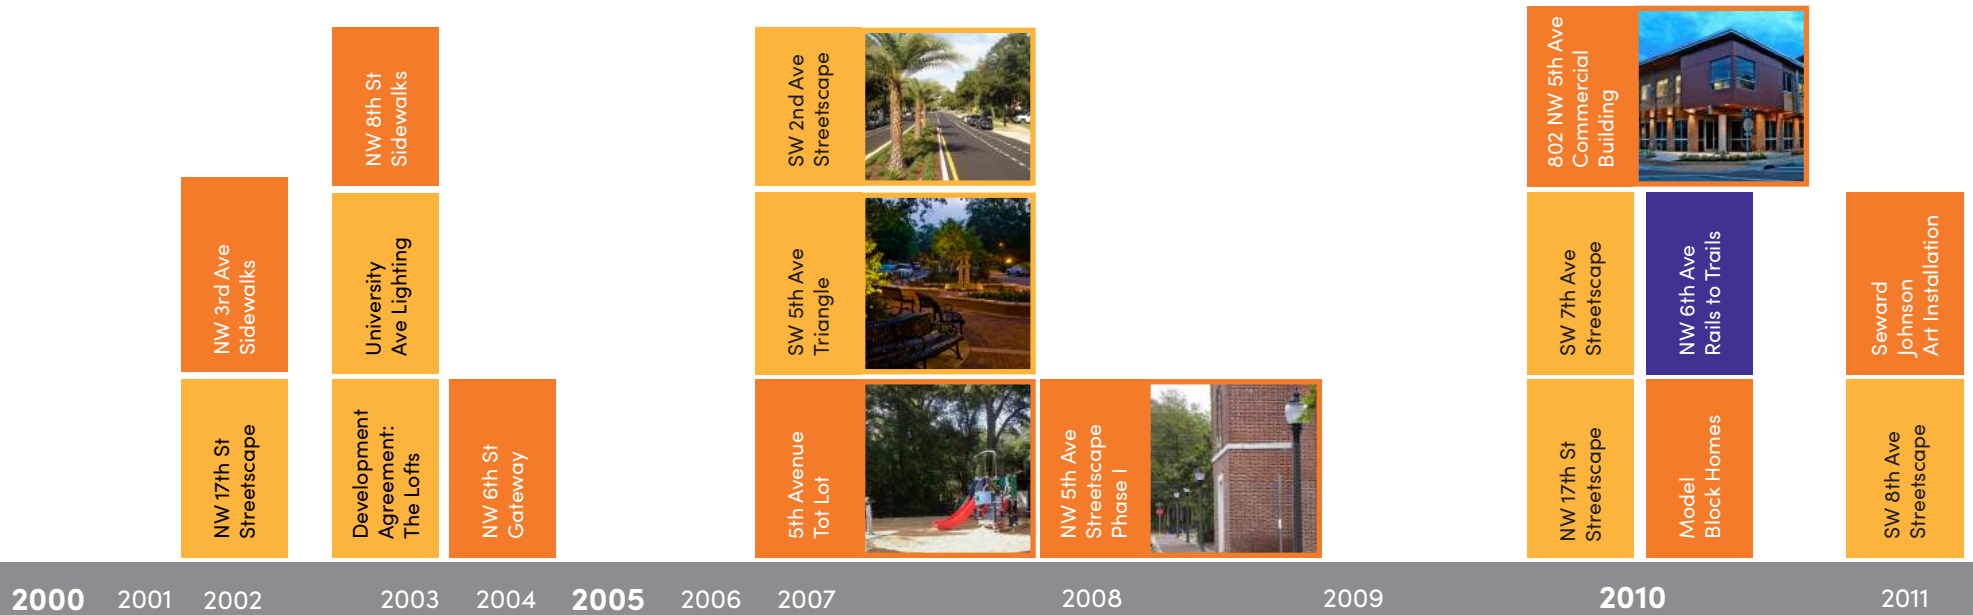 NW 3rd Ave
Sidewalks
NW 17th St
Streetscape
NW 8th St
Sidewalks
University
Ave Lighting
Development
Agreement:
The Lofts
NW 6th St
Gateway
SW 2nd Ave
Streetscape
SW 5th Ave
Triangle
5th Avenue
Tot Lot
NW 5th Ave
Streetscape
Phase I
802 NW 5th Ave
Commercial
Building
SW 7th Ave
Streetscape
NW 17th St
Streetscape
NW 6th Ave
Rails to Trails
Model
Block Homes
Seward
Johnson
Art Installation
SW 8th Ave
Streetscape
2000 2001 2002 2003 2004 2005 2006 2007 2008 2009 2010 2011